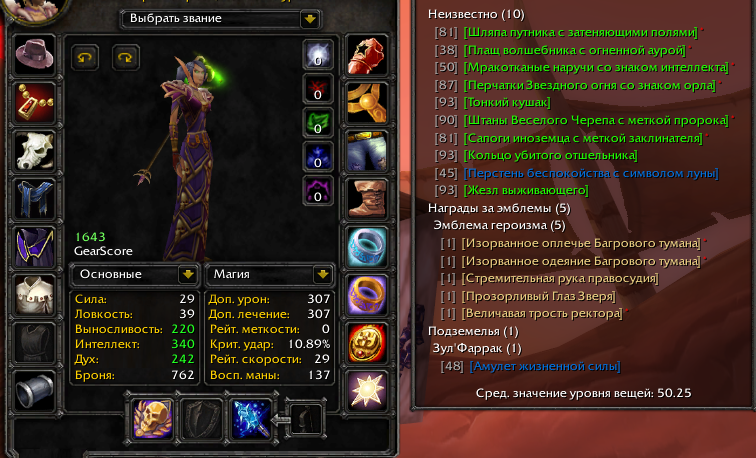 Выбрать звание
0
0
0
0
0
1643
GearScore
Основные
Магия
Сила: 29
Ловкость: 39
Выносливость: 220
Интеллект: 340
Дух: 242
Броня: 762
Доп. урон: 307
Доп. лечение: 307
Рейт. меткости: 0
Крит. удар: 10.89%
Рейт. скорости: 29
Восп. маны: 137
Неизвестно (10)
[81] [Шляпа путника с затеняющими полями]
[38] [Плащ волшебника с огненной аурой]
[50] [Мракотканые наручи со знаком интеллекта]
[87] [Перчатки Звездного огня со знаком орла]
[93] [Тонкий кушак]
[90] [Штаны Веселого Черепа с меткой пророка]
[81] [Сапоги иноземца с меткой заклинателя]
[93] [Кольцо убитого отшельника]
[45] [Перстень беспокойства с символом луны]
[93] [Жезл выживающего]
Награды за эмблемы (5)
Эмблема героизма (5)
[1] [Изорванное оплечье Багрового тумана]
[1] [Изорванное одеяние Багрового тумана]
[1] [Стремительная рука правосудия]
[1] [Прозорливый Глаз Зверя]
[1] [Величавая трость ректора]
Подземелья (1)
Зул'Фаррак (1)
[48] [Амулет жизненной силы]
Сред. значение уровня вещей: 50.25